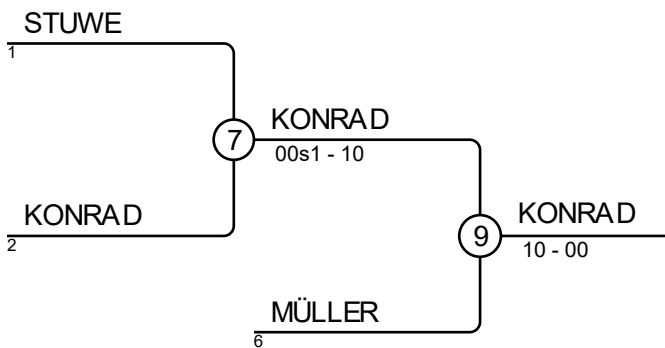 STUWE
1
7
KONRAD
00s1 - 10
KONRAD
2
9
KONRAD
10 - 00
MÜLLER
6